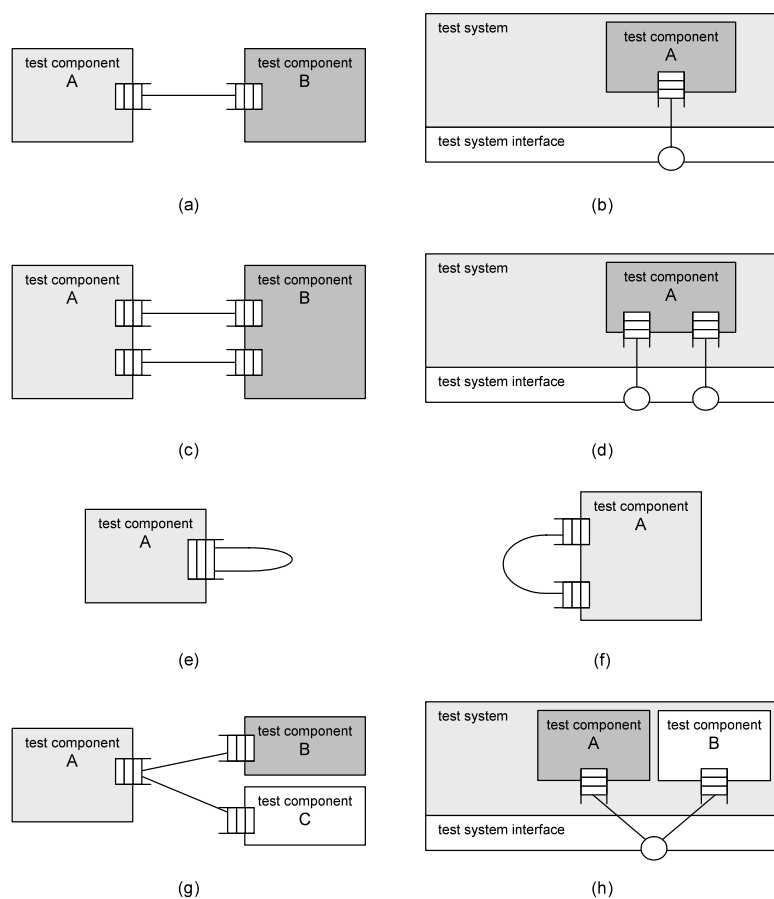 test component
A
test component
B
(a)
test system
test component
A
test system interface
(b)
test component
A
test component
B
(c)
test system
test component
A
test system interface
(d)
test component
A
(e)
test component
A
(f)
test component
A
test component
B
test component
C
(g)
test system
test component
A
test component
B
test system interface
(h)